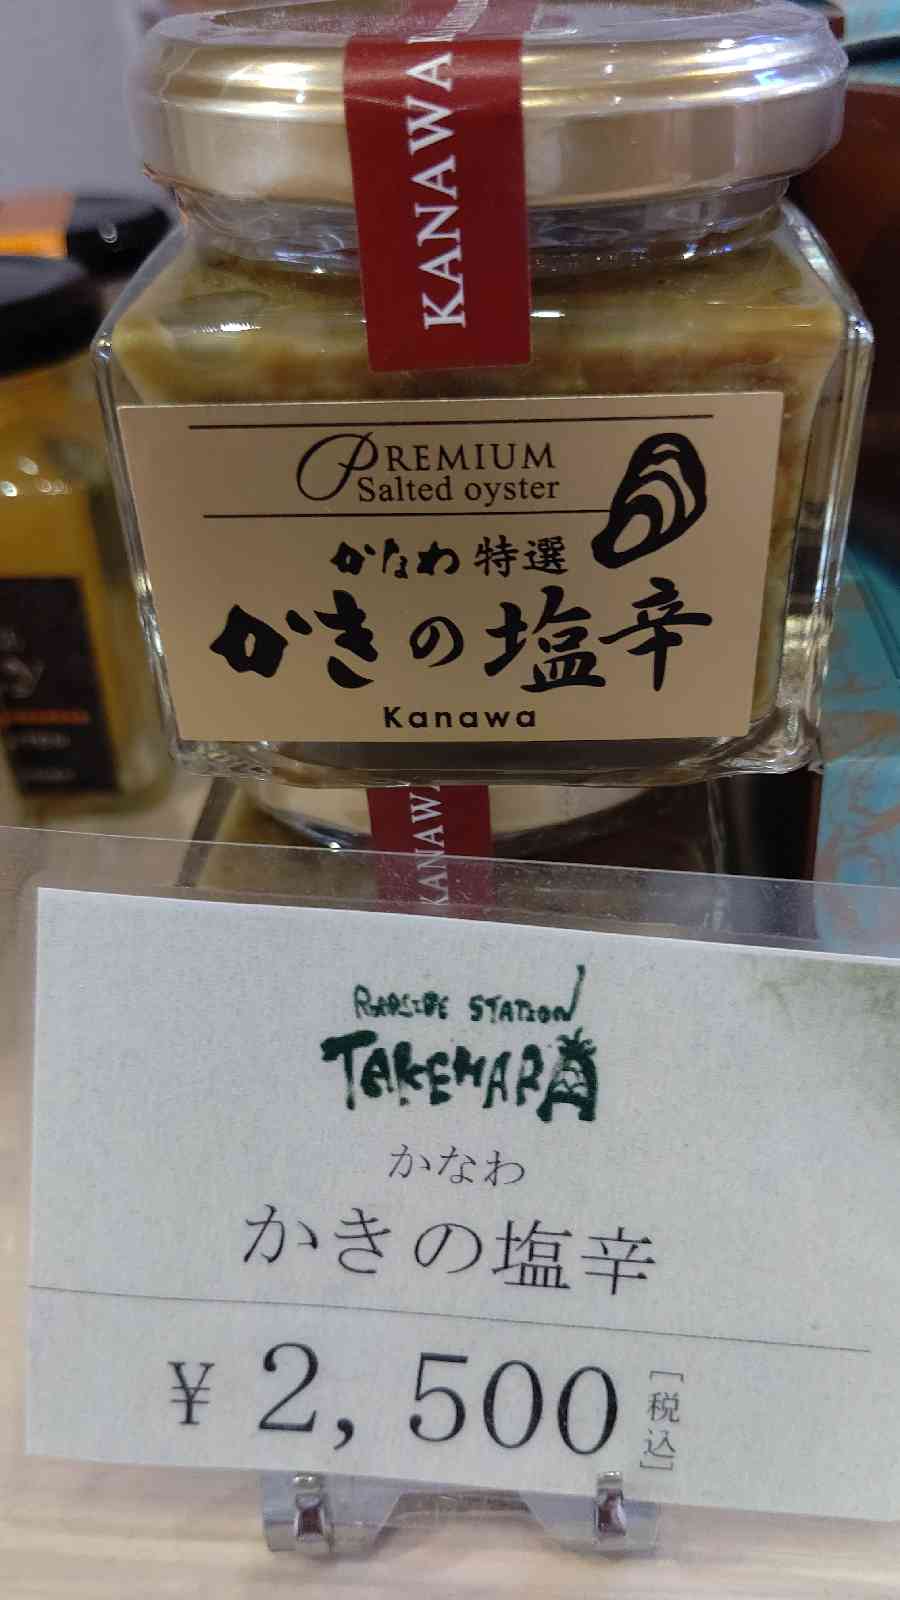 KANAWA
PREMIUM
Salted oyster
かなわ 特選
かきの塩辛
Kanawa
KANAWA
ROADSIDE STATION
TAKEHARA
かなわ
かきの塩辛
¥ 2,500 [税込]